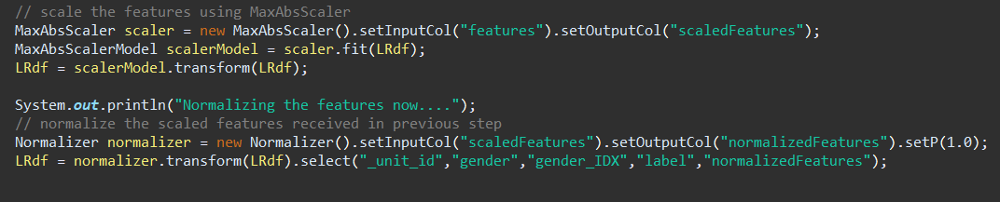 // scale the features using MaxAbsScaler
MaxAbsScaler scaler = new MaxAbsScaler().setInputCol("features").setOutputCol("scaledFeatures");
MaxAbsScalerModel scalerModel = scaler.fit(LRdf);
LRdf = scalerModel.transform(LRdf);
System.out.println("Normalizing the features now....");
// normalize the scaled features received in previous step
Normalizer normalizer = new Normalizer().setInputCol("scaledFeatures").setOutputCol("normalizedFeatures").setP(1.0);
LRdf = normalizer.transform(LRdf).select("_unit_id","gender","gender_IDX","label","normalizedFeatures");